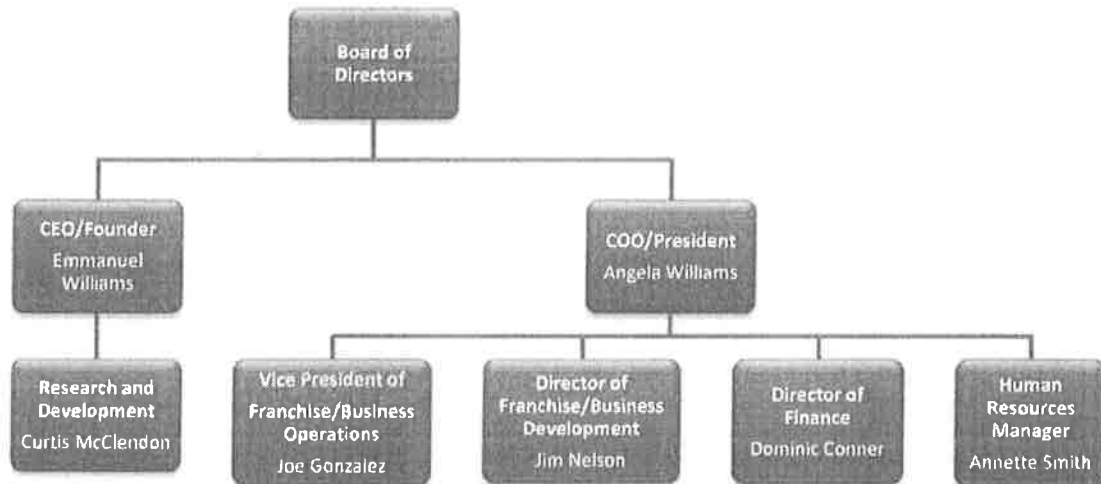 Board of
Directors
CEO/Founder
Emmanuel
Williams
COO/President
Angela Williams
Research and
Development
Curtis McClendon
Vice President of
Franchise/Business
Operations
Joe Gonzalez
Director of
Franchise/Business
Development
Jim Nelson
Director of
Finance
Dominic Conner
Human
Resources
Manager
Annette Smith